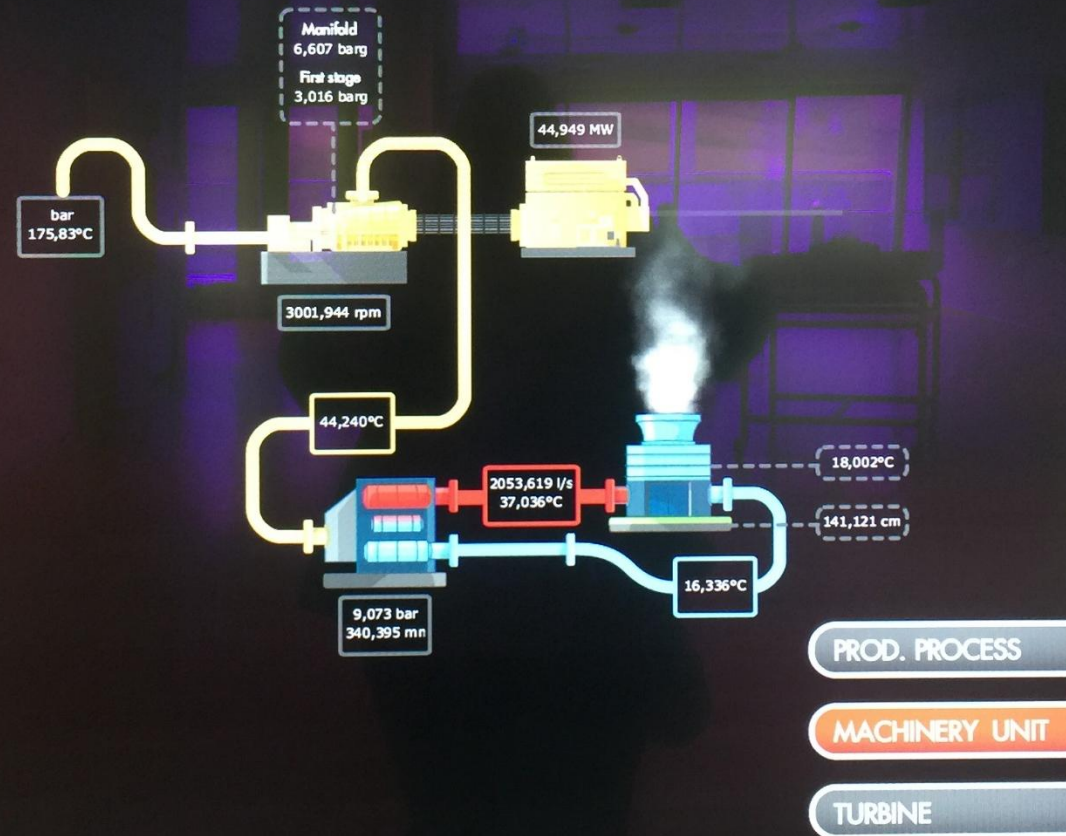 Manifold
6,607 barg
First stage
3,016 barg
44,949 MW
bar
175,83°C
3001,944 rpm
44,240°C
2053,619 l/s
37,036°C
18,002°C
141,121 cm
16,336°C
9,073 bar
340,395 mm
PROD. PROCESS
MACHINERY UNIT
TURBINE